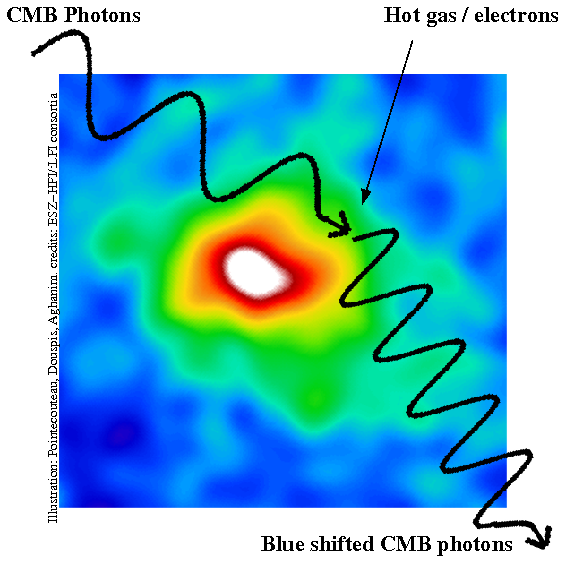 CMB Photons
Hot gas / electrons
Illustration: Pointecouteau, Douspis, Aghanim. credits: ESZ-HFI/LFI consortia
Blue shifted CMB photons